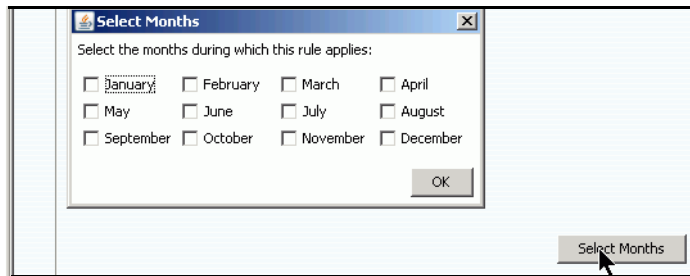 Select Months
Select the months during which this rule applies:
January February March April
May June July August
September October November December
OK
Select Months